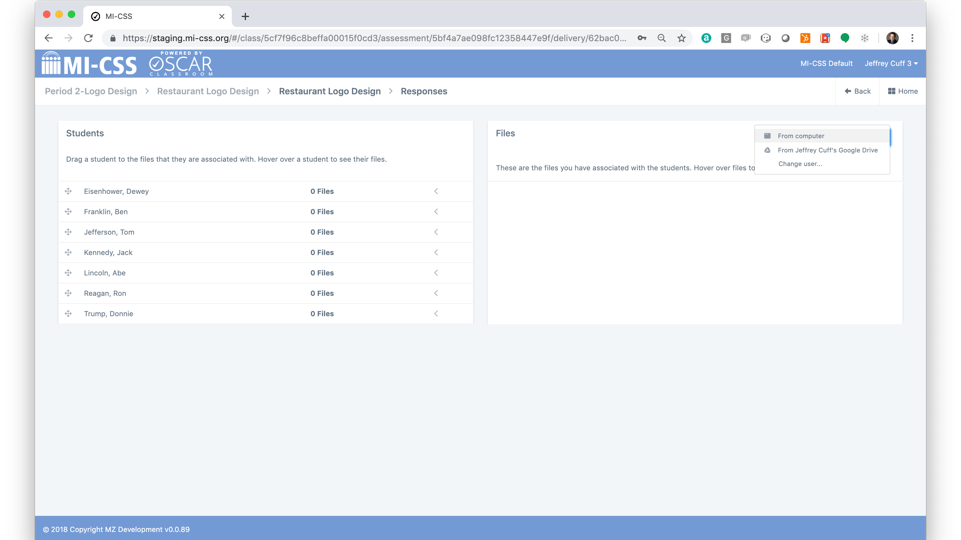 MI-CSS
https://staging.mi-css.org/#/class/5cf7f96c8beffa00015f0cd3/assessment/5bf4a7ae098fc12358447e9f/delivery/62bac0...
MI-CSS
POWERED BY
OSCAR
CLASSROOM
MI-CSS Default
Jeffrey Cuff 3
Period 2-Logo Design > Restaurant Logo Design > Restaurant Logo Design > Responses
Back
Home
Students
Drag a student to the files that they are associated with. Hover over a student to see their files.
Eisenhower, Dewey 0 Files
Franklin, Ben 0 Files
Jefferson, Tom 0 Files
Kennedy, Jack 0 Files
Lincoln, Abe 0 Files
Reagan, Ron 0 Files
Trump, Donnie 0 Files
Files
These are the files you have associated with the students. Hover over files to
From computer
From Jeffrey Cuff's Google Drive
Change user...
© 2018 Copyright MZ Development v0.0.89